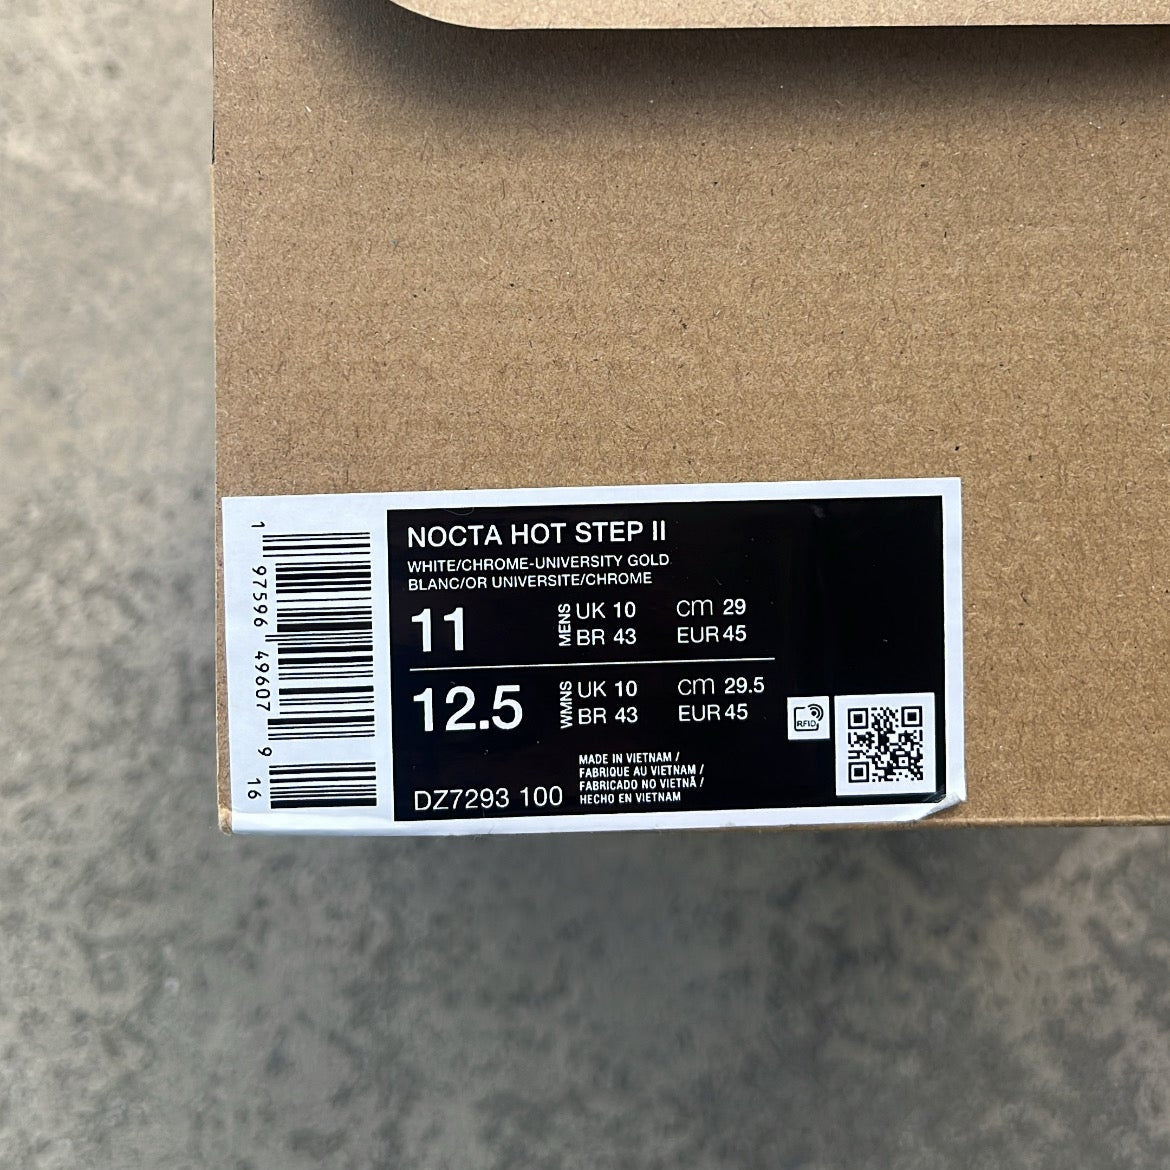 1 97596 49607 9 16
NOCTA HOT STEP II
WHITE/CHROME-UNIVERSITY GOLD
BLANC/OR UNIVERSITE/CHROME
11 MENS UK 10 CM 29
BR 43 EUR 45
12.5 WMNS UK 10 CM 29.5
BR 43 EUR 45
MADE IN VIETNAM /
FABRIQUE AU VIETNAM /
FABRICADO NO VIETNÃ /
HECHO EN VIETNAM
DZ7293 100
RFID